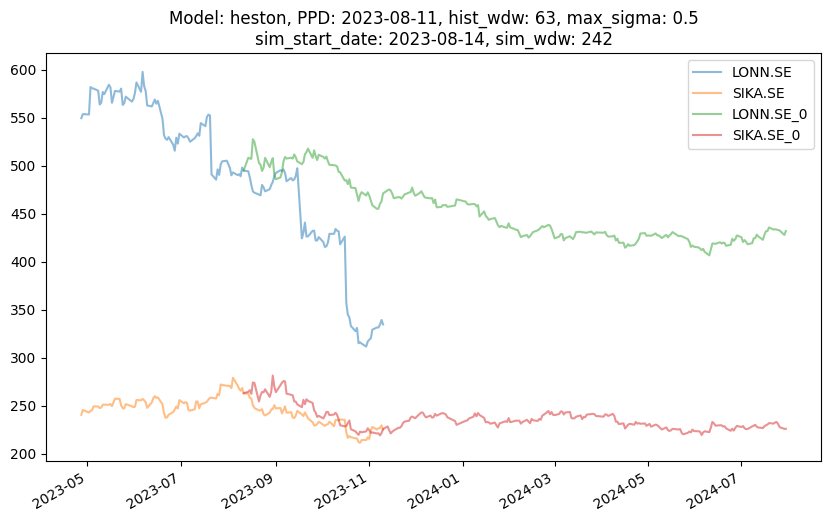 Model: heston, PPD: 2023-08-11, hist_wdw: 63, max_sigma: 0.5
sim_start_date: 2023-08-14, sim_wdw: 242
LONN.SE
SIKA.SE
LONN.SE_0
SIKA.SE_0
600
550
500
450
400
350
300
250
200
2023-05
2023-07
2023-09
2023-11
2024-01
2024-03
2024-05
2024-07